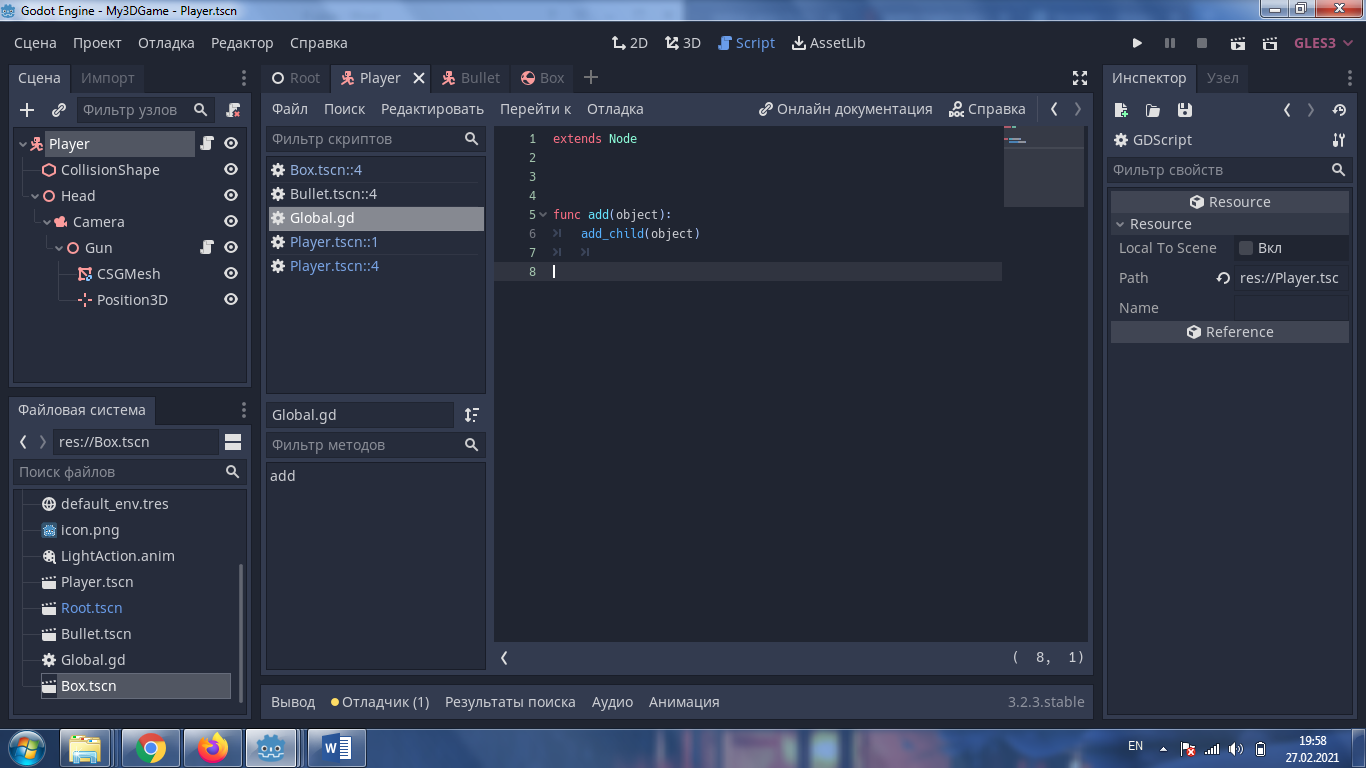 Godot Engine - My3DGame - Player.tscn
Сцена Проект Отладка Редактор Справка 2D 3D Script AssetLib GLES3
Сцена Импорт
Фильтр узлов
Player
CollisionShape
Head
Camera
Gun
CSGMesh
Position3D
Файловая система
res://Box.tscn
Поиск файлов
default_env.tres
icon.png
LightAction.anim
Player.tscn
Root.tscn
Bullet.tscn
Global.gd
Box.tscn
Root Player Bullet Box
Файл Поиск Редактировать Перейти к Отладка Онлайн документация Справка
Фильтр скриптов
Box.tscn::4
Bullet.tscn::4
Global.gd
Player.tscn::1
Player.tscn::4
Global.gd
Фильтр методов
add
1 extends Node
2
3
4
5 func add(object):
6 add_child(object)
7
8
( 8, 1)
Вывод Отладчик (1) Результаты поиска Аудио Анимация 3.2.3.stable
Инспектор Узел
GDScript
Фильтр свойств
Resource
Resource
Local To Scene Вкл
Path res://Player.tsc
Name
Reference
EN 19:58
27.02.2021